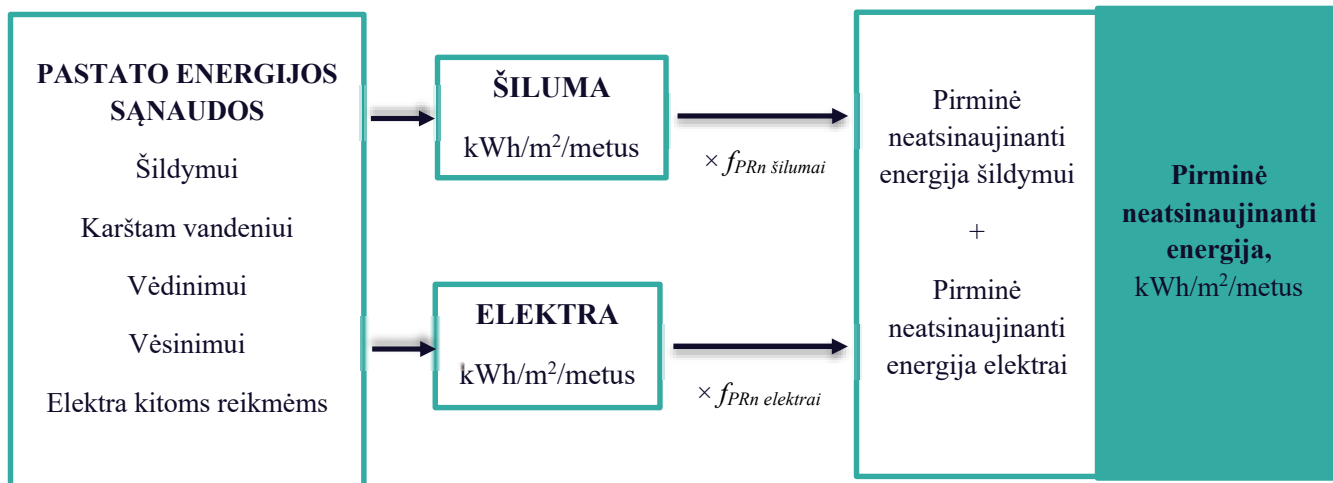 PASTATO ENERGIJOS
SĄNAUDOS
Šildymui
Karštam vandeniui
Vėdinimui
Vėsinimui
Elektra kitoms reikmėms
ŠILUMA
kWh/m²/metus
× fPRn šilumai
ELEKTRA
kWh/m²/metus
× fPRn elektrai
Pirminė
neatsinaujinanti
energija šildymui
+
Pirminė
neatsinaujinanti
energija elektrai
Pirminė
neatsinaujinanti
energija,
kWh/m²/metus